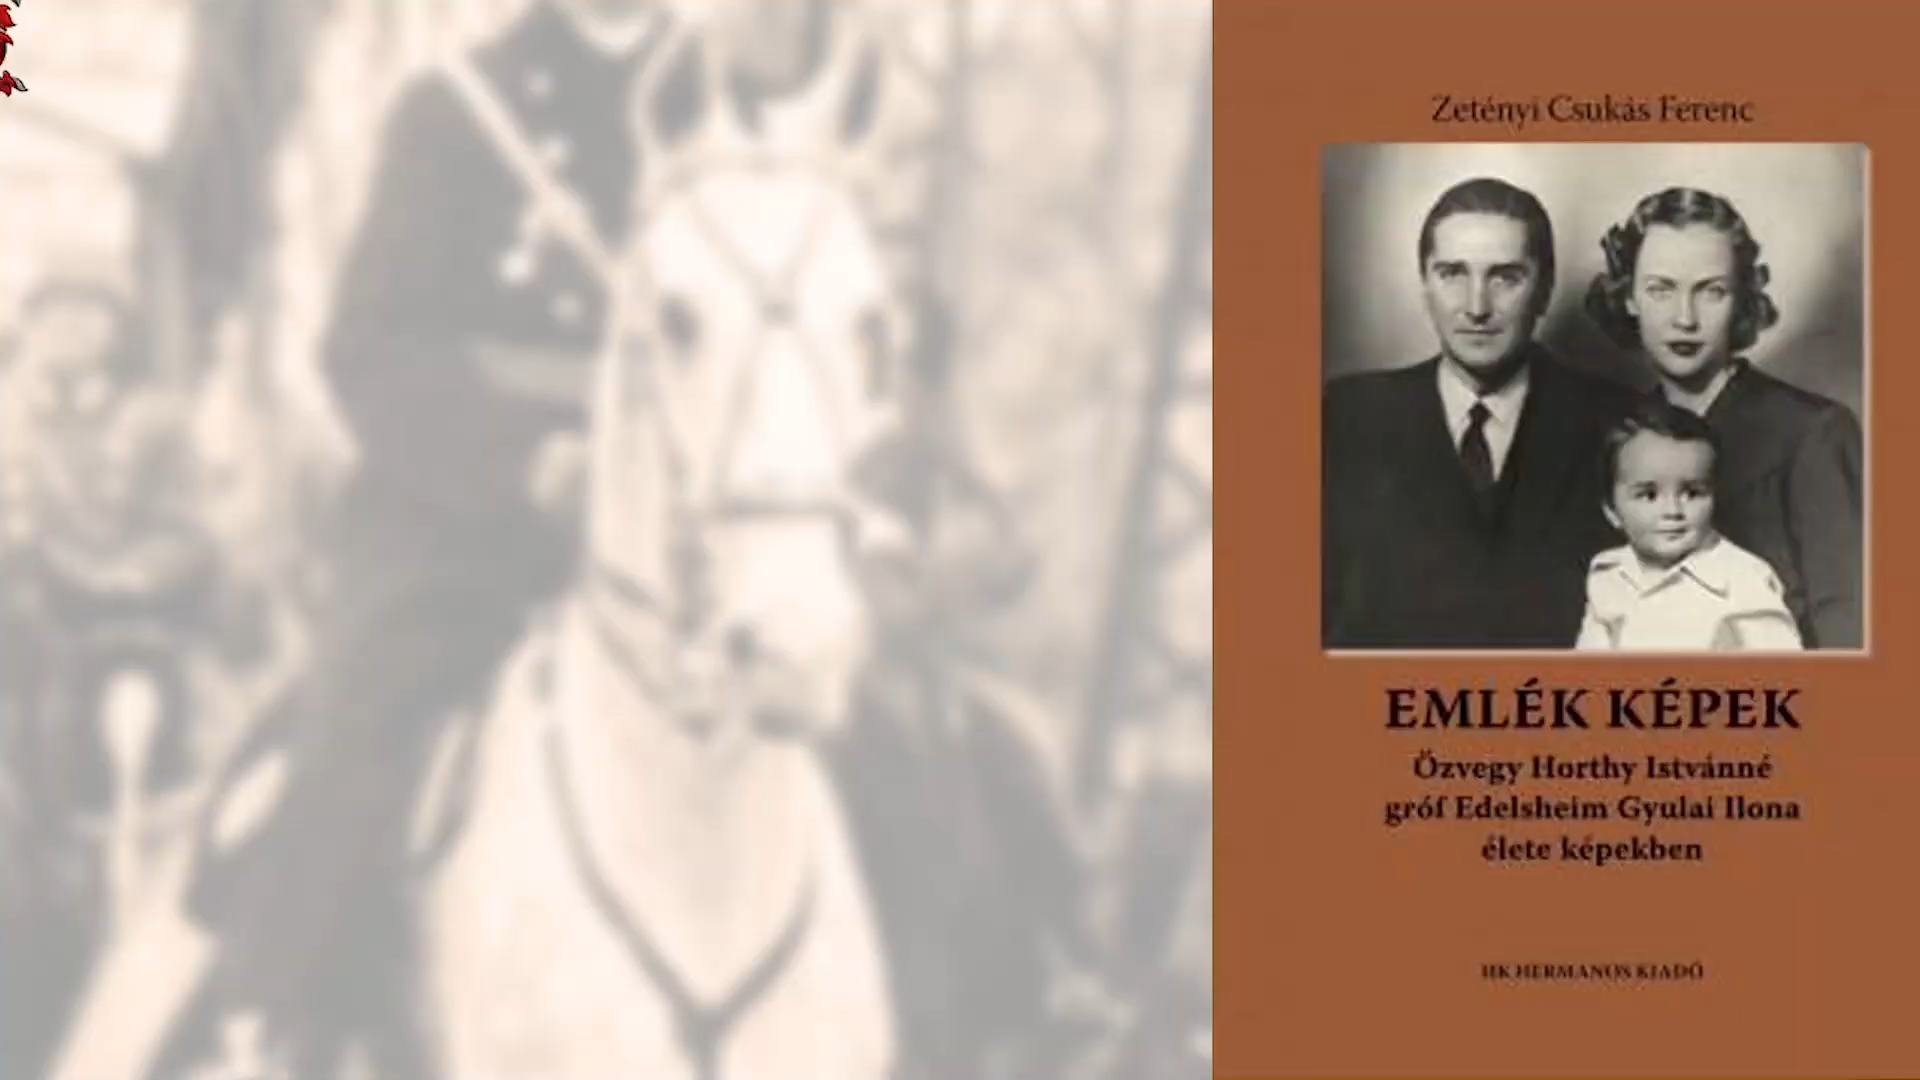 Zetényi Csukás Ferenc
EMLÉK KÉPEK
Özvegy Horthy Istvánné
gróf Edelsheim Gyulai Ilona
élete képekben
HK HERMANOS KIADÓ